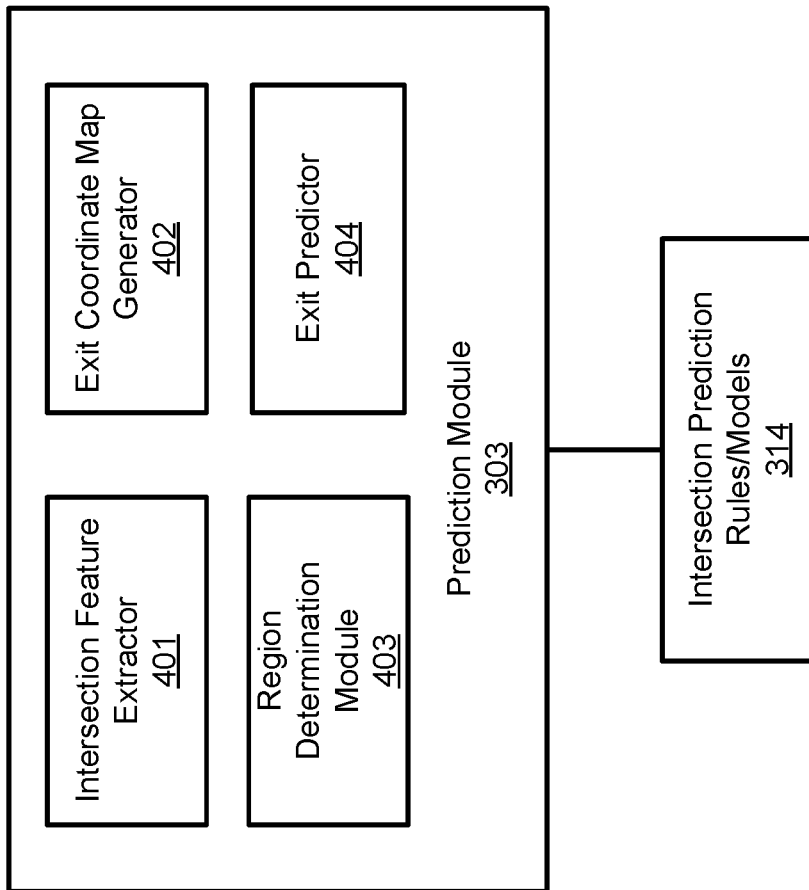 Intersection Feature
Extractor
401
Exit Coordinate Map
Generator
402
Region
Determination
Module
403
Exit Predictor
404
Prediction Module
303
Intersection Prediction
Rules/Models
314